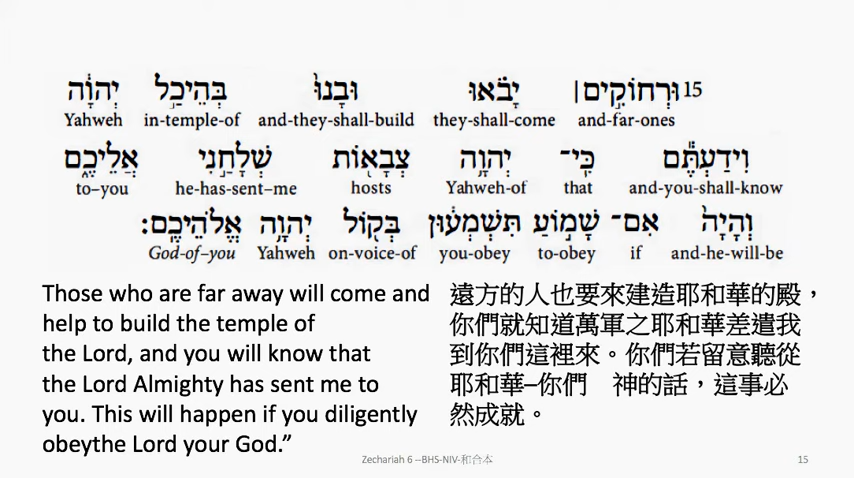 15 וּרְחוֹקִ֣ים׀ יָבֹ֗אוּ וּבָנוּ֙ בְּהֵיכַ֣ל יְהוָ֔ה
and-far-ones they-shall-come and-they-shall-build in-temple-of Yahweh
וִֽידַעְתֶּ֕ם כִּֽי־ יְהוָ֥ה צְבָא֖וֹת שְׁלָחַ֣נִי אֲלֵיכֶ֑ם
and-you-shall-know that Yahweh-of hosts he-has-sent-me to-you
וְהָיָה֙ אִם־ שָׁמ֣וֹעַ תִּשְׁמְע֔וּן בְּק֖וֹל יְהוָ֥ה אֱלֹהֵיכֶֽם׃
and-he-will-be if to-obey you-obey on-voice-of Yahweh God-of-you
Those who are far away will come and
help to build the temple of
the Lord, and you will know that
the Lord Almighty has sent me to
you. This will happen if you diligently
obeythe Lord your God.”
遠方的人也要來建造耶和華的殿，
你們就知道萬軍之耶和華差遣我
到你們這裡來。你們若留意聽從
耶和華─你們　神的話，這事必
然成就。
Zechariah 6 --BHS-NIV-和合本
15